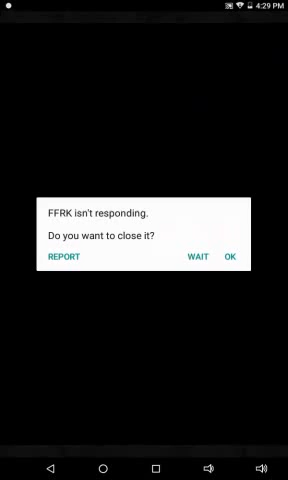 4:29 PM
FFRK isn't responding.
Do you want to close it?
REPORT WAIT OK